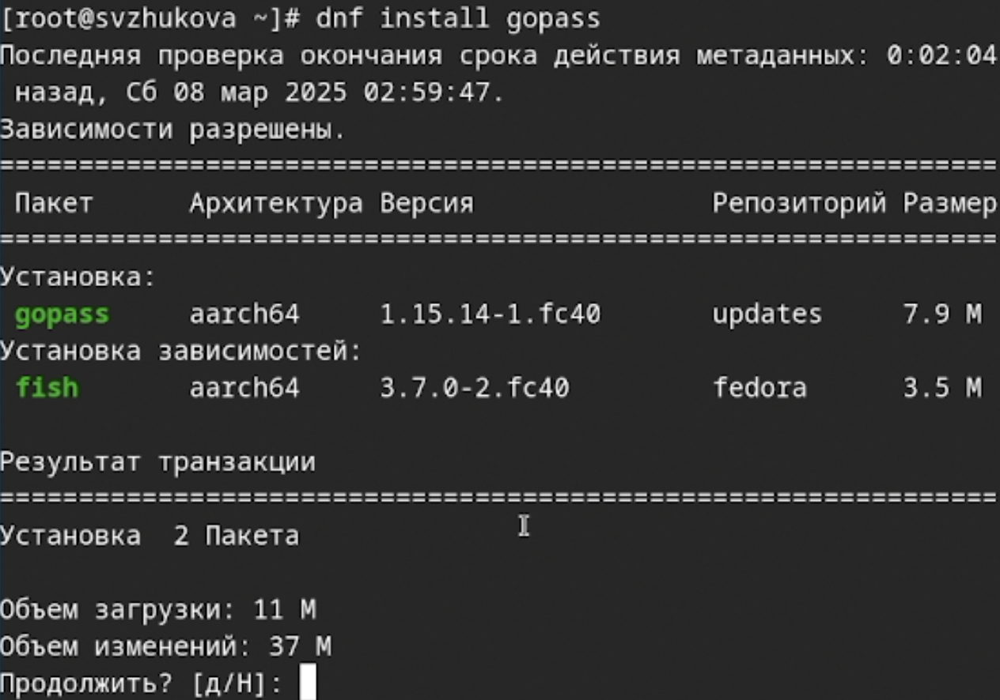 [root@svzhukova ~]# dnf install gopass
Последняя проверка окончания срока действия метаданных: 0:02:04
назад, Сб 08 мар 2025 02:59:47.
Зависимости разрешены.
===============================================================
Пакет Архитектура Версия Репозиторий Размер
===============================================================
Установка:
gopass aarch64 1.15.14-1.fc40 updates 7.9 M
Установка зависимостей:
fish aarch64 3.7.0-2.fc40 fedora 3.5 M
Результат транзакции
===============================================================
Установка 2 Пакета
Объем загрузки: 11 M
Объем изменений: 37 M
Продолжить? [д/Н]: